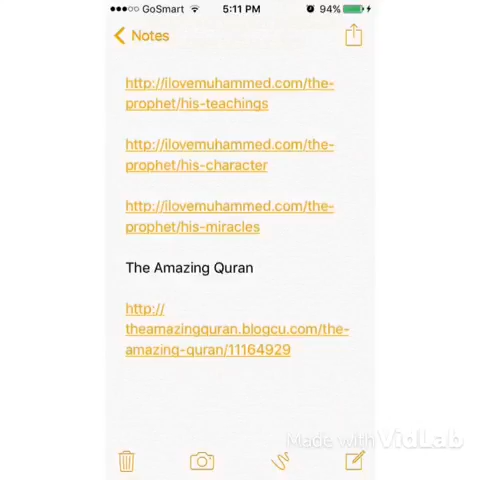 GoSmart 5:11 PM 94%
Notes
http://ilovemuhammed.com/the-
prophet/his-teachings
http://ilovemuhammed.com/the-
prophet/his-character
http://ilovemuhammed.com/the-
prophet/his-miracles
The Amazing Quran
http://
theamazingquran.blogcu.com/the-
amazing-quran/11164929
Made with VidLab